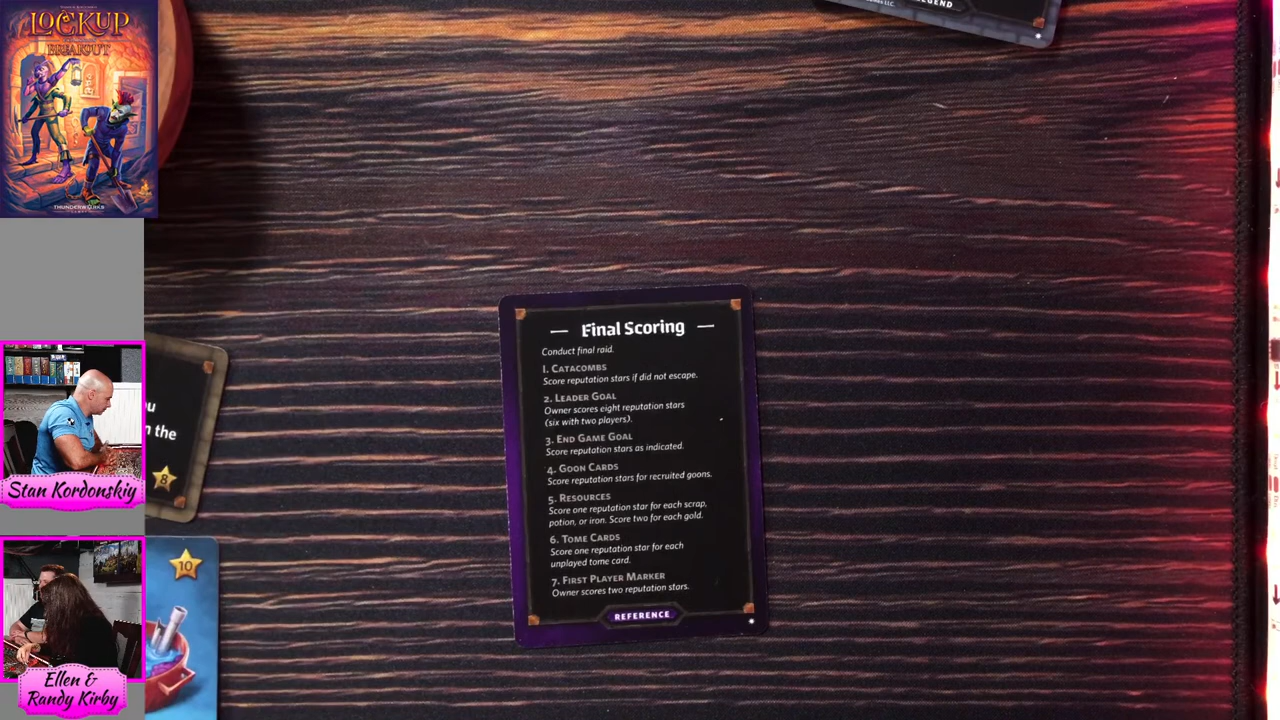 LOCKUP
BREAKOUT
THUNDERWORKS
LEGEND
Stan Kordonskiy
Ellen &
Randy Kirby
8
10
— Final Scoring —
Conduct final raid.
1. CATACOMBS
Score reputation stars if did not escape.
2. LEADER GOAL
Owner scores eight reputation stars
(six with two players).
3. END GAME GOAL
Score reputation stars as indicated.
4. GOON CARDS
Score reputation stars for recruited goons.
5. RESOURCES
Score one reputation star for each scrap,
potion, or iron. Score two for each gold.
6. TOME CARDS
Score one reputation star for each
unplayed tome card.
7. FIRST PLAYER MARKER
Owner scores two reputation stars.
REFERENCE